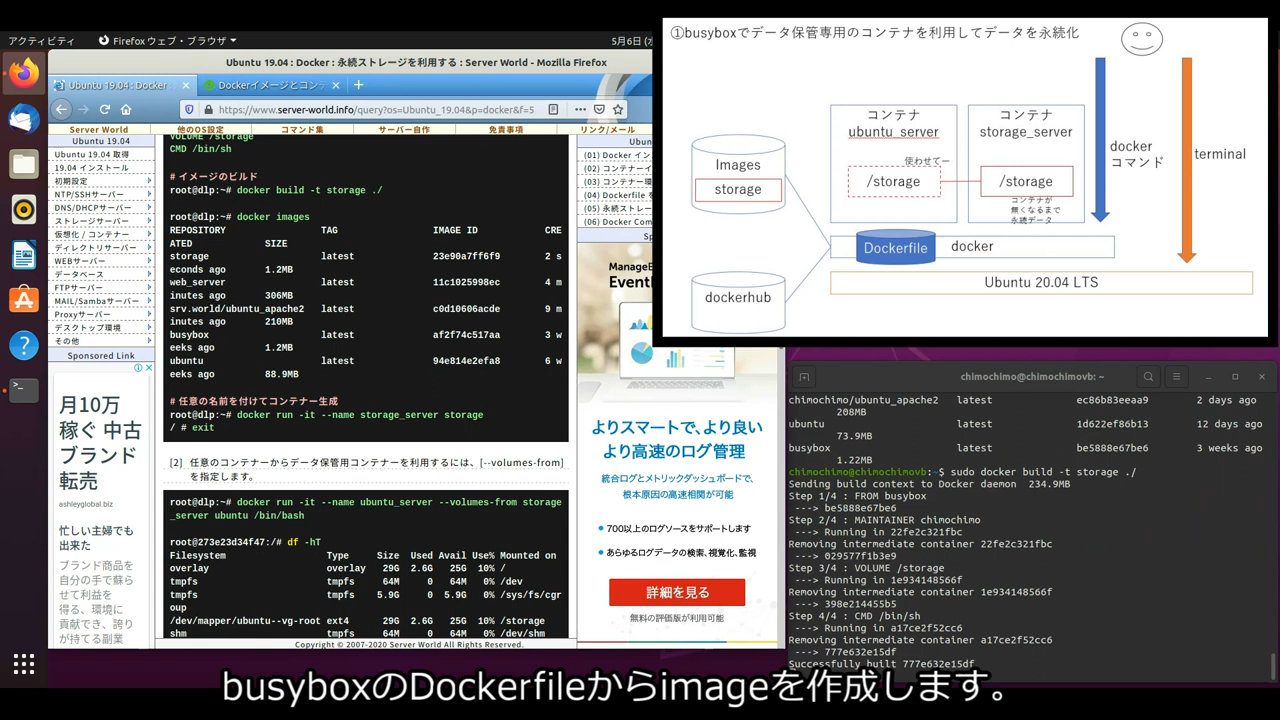 アクティビティ
Firefox ウェブ・ブラウザ
5月6日 (水
Ubuntu 19.04 : Docker : 永続ストレージを利用する : Server World - Mozilla Firefox
Ubuntu 19.04 : Docker
Dockerイメージとコンテ
https://www.server-world.info/query?os=Ubuntu_19.04&p=docker&f=5
Server World
他のOS設定
コマンド集
サーバー自作
免責事項
リンク/メール
Ubuntu 19.04
Ubuntu 19.04 取得
19.04 インストール
初期設定
NTP/SSHサーバー
DNS/DHCPサーバー
ストレージサーバー
仮想化 / コンテナー
ディレクトリサーバー
WEBサーバー
データベース
FTPサーバー
MAIL/Sambaサーバー
Proxyサーバー
デスクトップ環境
その他
Sponsored Link
月10万
稼ぐ 中古
ブランド
転売
ashleyglobal.biz
忙しい主婦でも
出来た
ブランド商品を
自分の手で蘇ら
せて利益を
得る、環境に
貢献でき、誇り
が持てる副業
VOLUME /storage
CMD /bin/sh
# イメージのビルド
root@dlp:~# docker build -t storage ./
root@dlp:~# docker images
REPOSITORY TAG IMAGE ID CRE
ATED SIZE
storage latest 23e90a7ff6f9 2 s
econds ago 1.2MB
web_server latest 11c1025998ec 4 m
inutes ago 306MB
srv.world/ubuntu_apache2 latest c0d10606acde 9 m
inutes ago 210MB
busybox latest af2f74c517aa 3 w
eeks ago 1.2MB
ubuntu latest 94e814e2efa8 6 w
eeks ago 88.9MB
# 任意の名前を付けてコンテナー生成
root@dlp:~# docker run -it --name storage_server storage
/ # exit
[2] 任意のコンテナーからデータ保管用コンテナーを利用するには、[--volumes-from]
を指定します。
root@dlp:~# docker run -it --name ubuntu_server --volumes-from storage
_server ubuntu /bin/bash
root@273e23d34f47:/# df -hT
Filesystem Type Size Used Avail Use% Mounted on
overlay overlay 29G 2.6G 25G 10% /
tmpfs tmpfs 64M 0 64M 0% /dev
tmpfs tmpfs 5.9G 0 5.9G 0% /sys/fs/cgr
oup
/dev/mapper/ubuntu--vg-root ext4 29G 2.6G 25G 10% /storage
shm tmpfs 64M 0 64M 0% /dev/shm
Copyright © 2007-2020 Server World All Rights Reserved.
Ubun
(01) Docker イン
(02) コンテナーイ
(03) コンテナー環
(04) Dockerfile を
(05) 永続ストレー
(06) Docker Com
Sp
ManageE
Event
よりスマートで、より良い
より高速のログ管理
統合ログとメトリックダッシュボードで、
根本原因の高速相関が可能
700以上のログソースをサポートします
あらゆるログデータの検索、視覚化、監視
詳細を見る
無料の評価版が利用可能
①busyboxでデータ保管専用のコンテナを利用してデータを永続化
コンテナ
ubuntu_server
コンテナ
storage_server
使わせてー
/storage
/storage
コンテナが
無くなるまで
永続データ
Images
storage
dockerhub
Dockerfile
docker
Ubuntu 20.04 LTS
docker
コマンド
terminal
chimochimo@chimochimovb: ~
chimochimo/ubuntu_apache2 latest ec86b83eeaa9 2 days ago
208MB
ubuntu latest 1d622ef86b13 12 days ago
73.9MB
busybox latest be5888e67be6 3 weeks ago
1.22MB
chimochimo@chimochimovb:~$ sudo docker build -t storage ./
Sending build context to Docker daemon 234.9MB
Step 1/4 : FROM busybox
---> be5888e67be6
Step 2/4 : MAINTAINER chimochimo
---> Running in 22fe2c321fbc
Removing intermediate container 22fe2c321fbc
---> 029577f1b3e9
Step 3/4 : VOLUME /storage
---> Running in 1e934148566f
Removing intermediate container 1e934148566f
---> 398e214455b5
Step 4/4 : CMD /bin/sh
---> Running in a17ce2f52cc6
Removing intermediate container a17ce2f52cc6
---> 777e632e15df
Successfully built 777e632e15df
busyboxのDockerfileからimageを作成します。